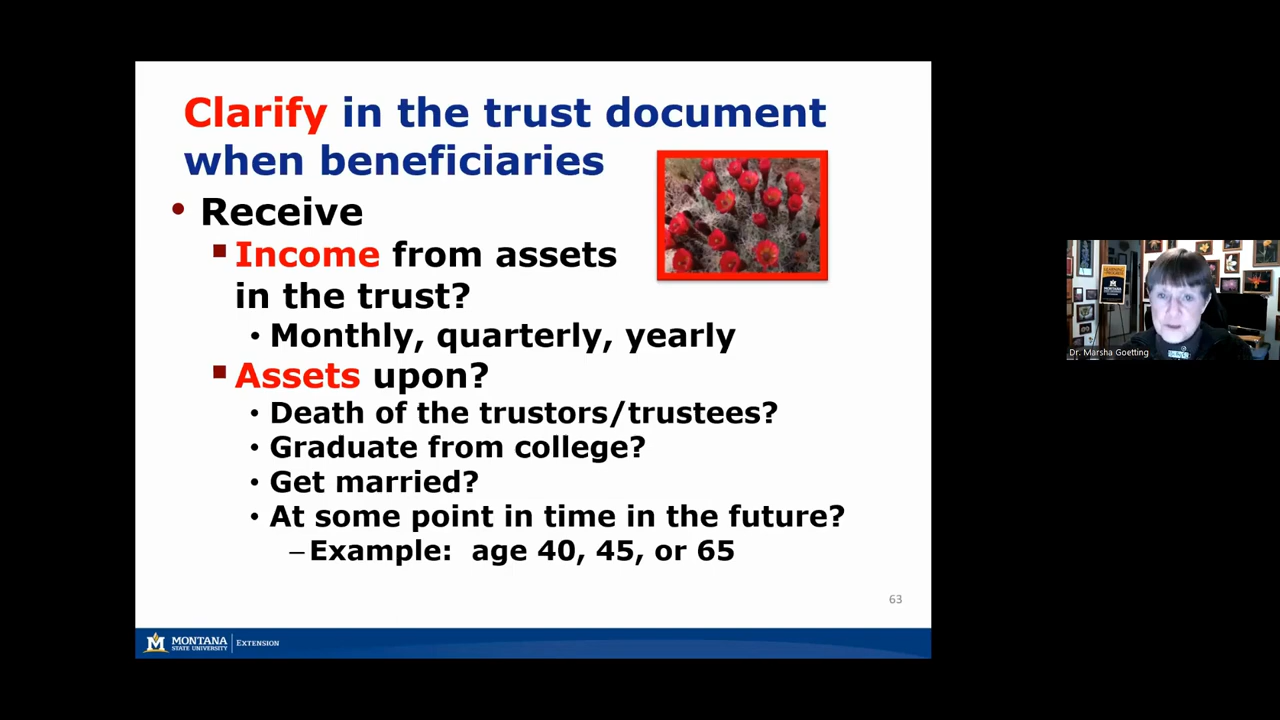 Clarify in the trust document
when beneficiaries
• Receive
▪ Income from assets
in the trust?
• Monthly, quarterly, yearly
▪ Assets upon?
• Death of the trustors/trustees?
• Graduate from college?
• Get married?
• At some point in time in the future?
–Example: age 40, 45, or 65
63
M MONTANA
STATE UNIVERSITY
EXTENSION
Dr. Marsha Goetting